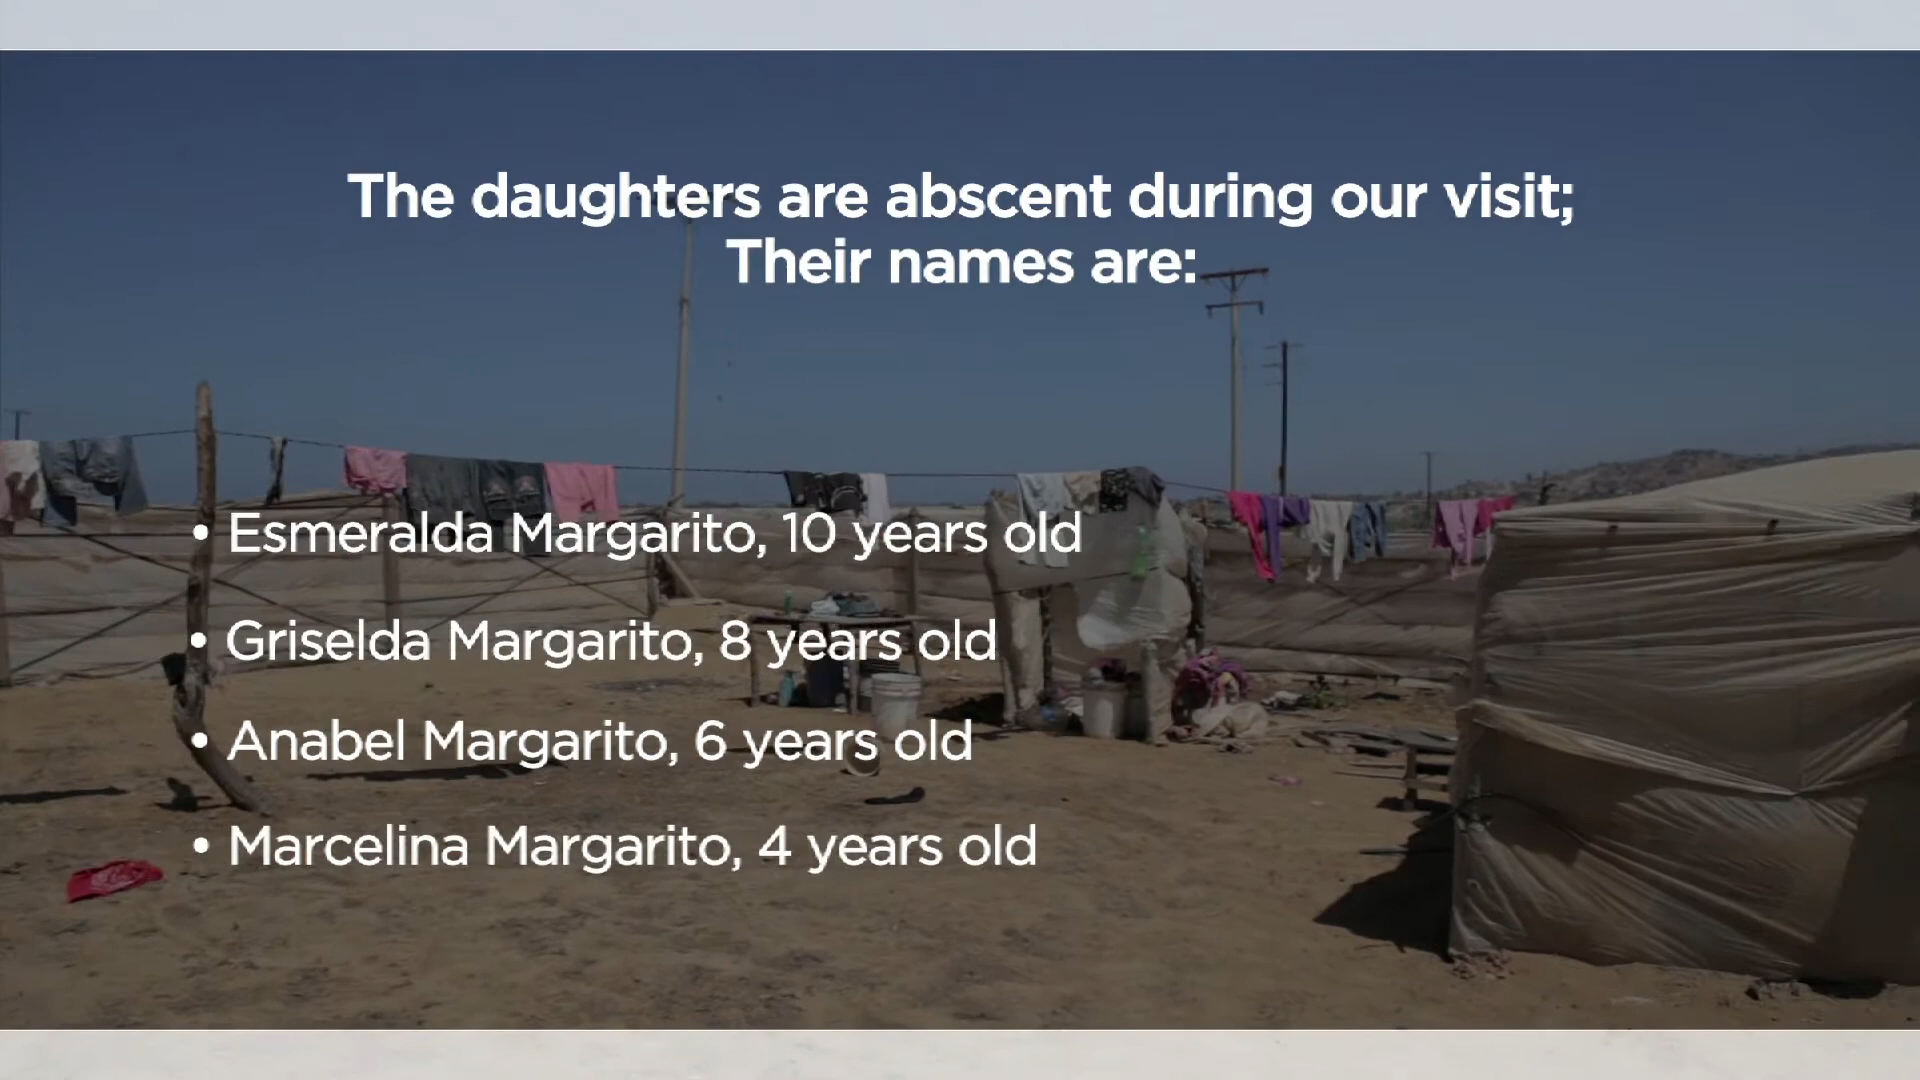 The daughters are abscent during our visit;
Their names are:
• Esmeralda Margarito, 10 years old
• Griselda Margarito, 8 years old
• Anabel Margarito, 6 years old
• Marcelina Margarito, 4 years old